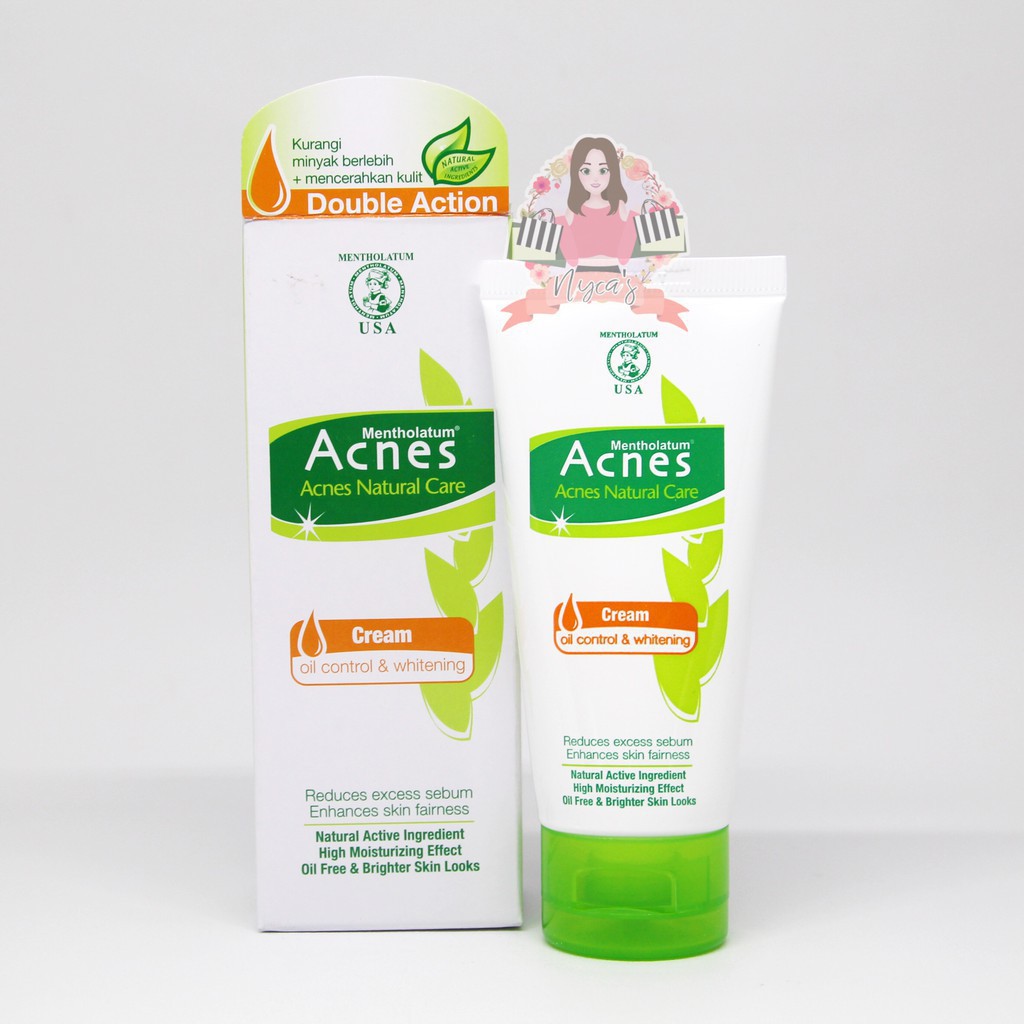 Kurangi
minyak berlebih
+ mencerahkan kulit
NATURAL
ACTIVE
INGREDIENTS
Double Action
MENTHOLATUM
USA
Mentholatum®
Acnes
Acnes Natural Care
Cream
oil control & whitening
Reduces excess sebum
Enhances skin fairness
Natural Active Ingredient
High Moisturizing Effect
Oil Free & Brighter Skin Looks
Nyca's
MENTHOLATUM
USA
Mentholatum®
Acnes
Acnes Natural Care
Cream
oil control & whitening
Reduces excess sebum
Enhances skin fairness
Natural Active Ingredient
High Moisturizing Effect
Oil Free & Brighter Skin Looks